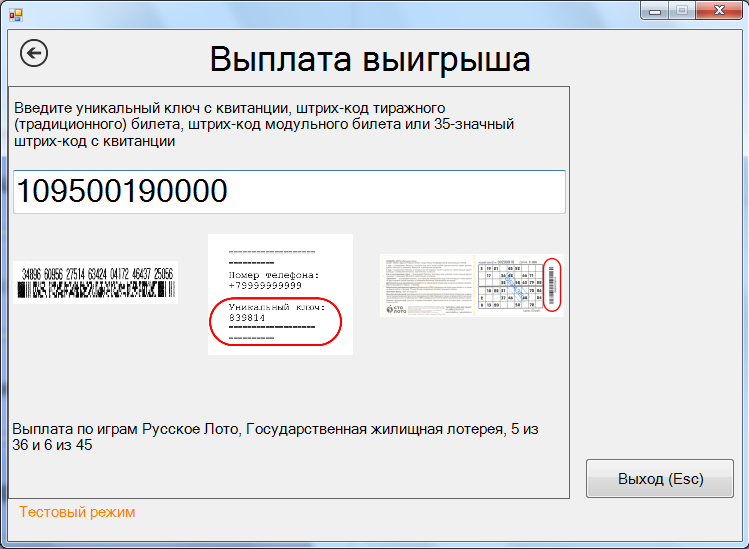 Выплата выигрыша
Введите уникальный ключ с квитанции, штрих-код тиражного
(традиционного) билета, штрих-код модульного билета или 35-значный
штрих-код с квитанции
109500190000
34896 60956 27514 63424 04172 46437 25056
Номер телефона:
+79999999999
Уникальный ключ:
839814
СТО
ЛОТО
Выплата по играм Русское Лото, Государственная жилищная лотерея, 5 из
36 и 6 из 45
Выход (Esc)
Тестовый режим